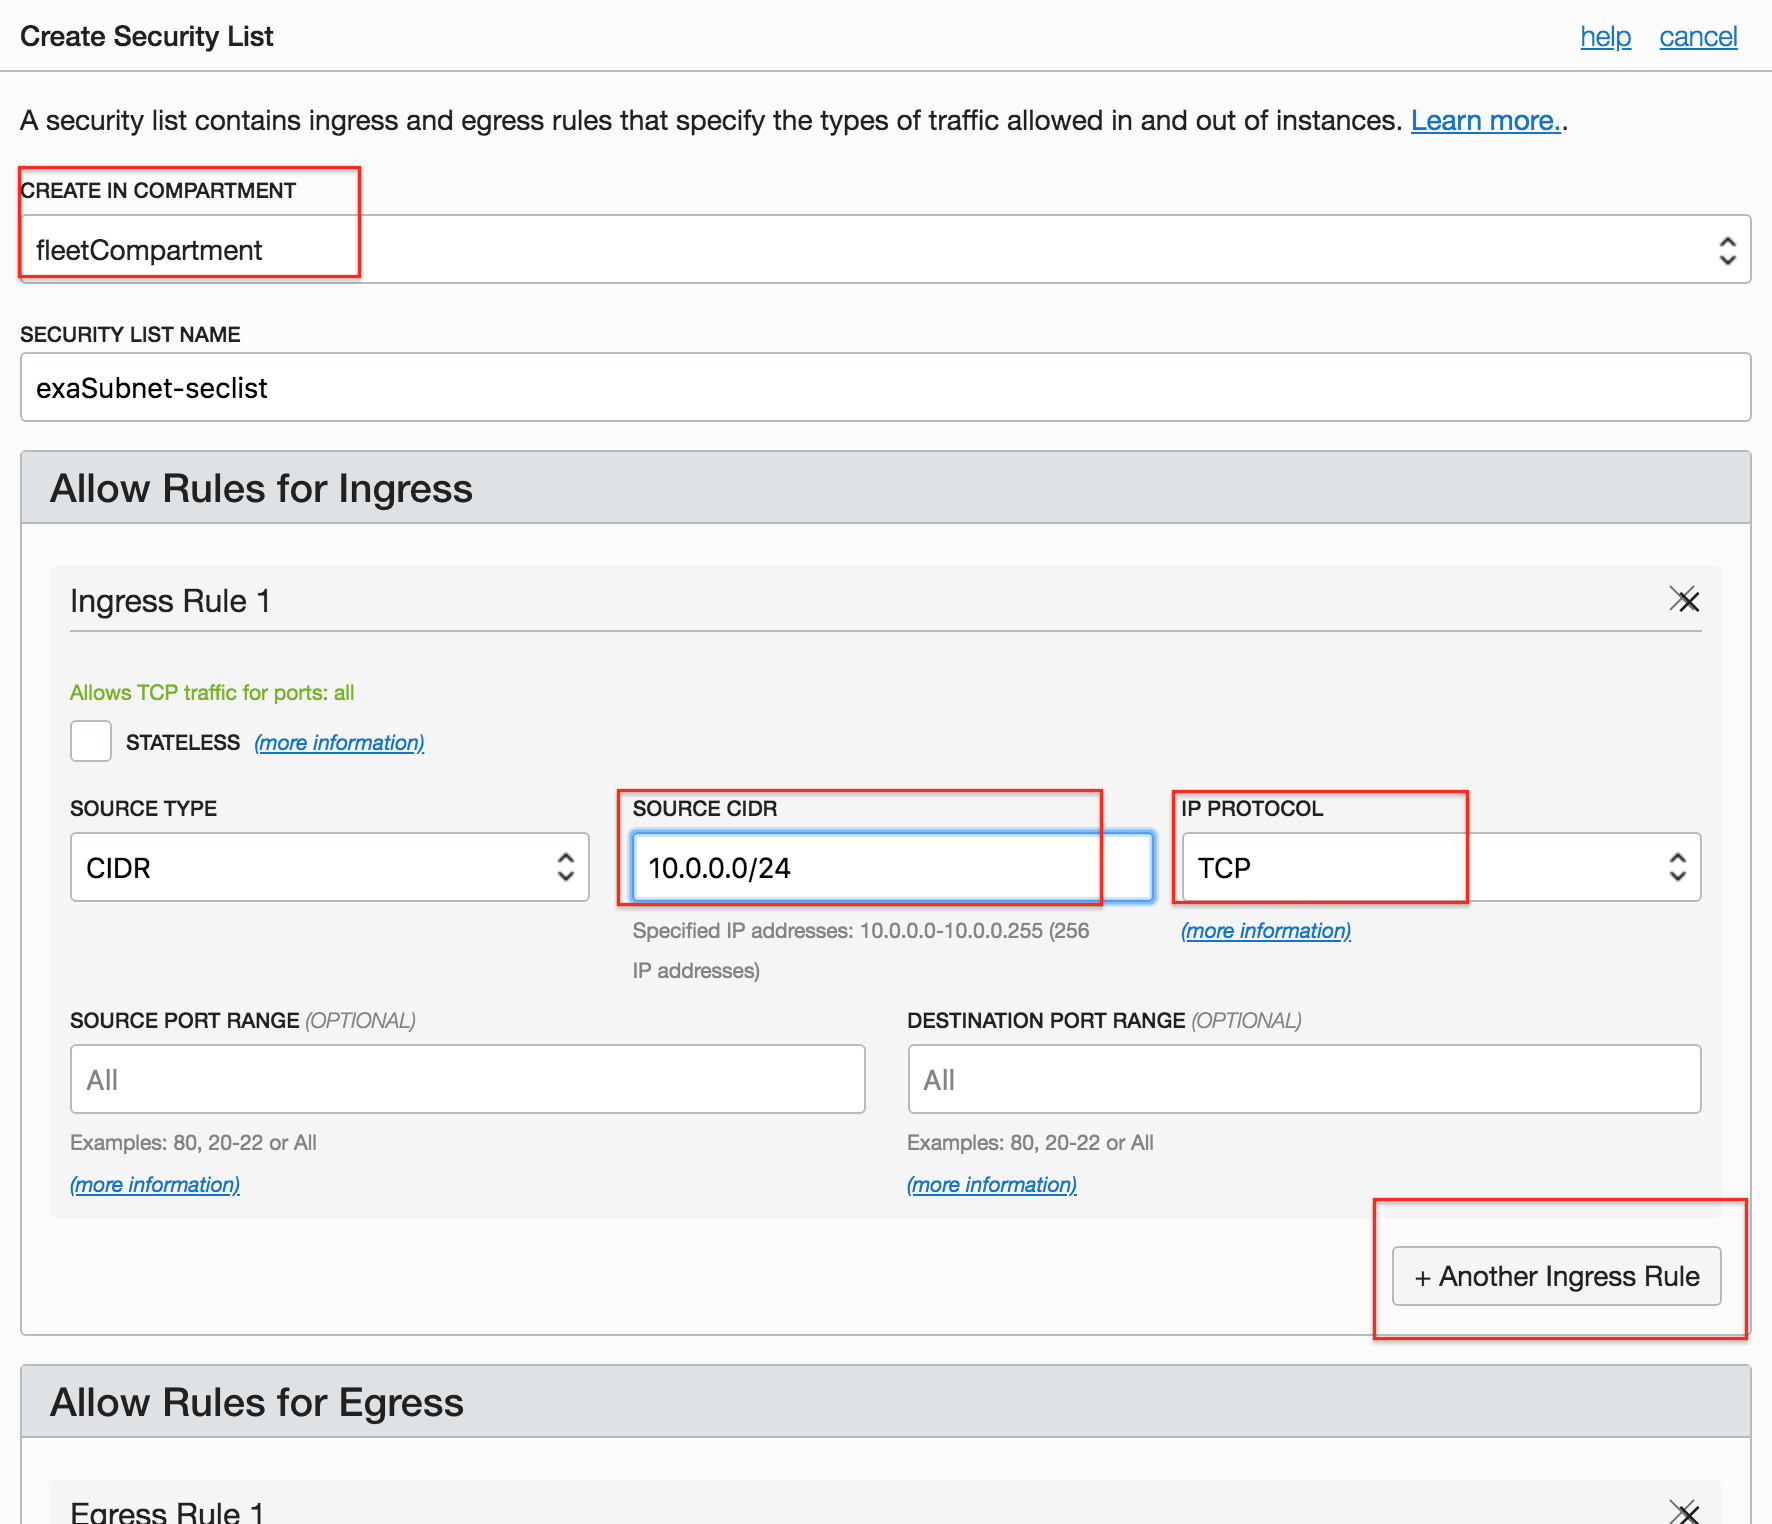 Create Security List
help cancel
A security list contains ingress and egress rules that specify the types of traffic allowed in and out of instances. Learn more..
CREATE IN COMPARTMENT
fleetCompartment
SECURITY LIST NAME
exaSubnet-seclist
Allow Rules for Ingress
Ingress Rule 1
Allows TCP traffic for ports: all
STATELESS (more information)
SOURCE TYPE
CIDR
SOURCE CIDR
10.0.0.0/24
Specified IP addresses: 10.0.0.0-10.0.0.255 (256
IP addresses)
IP PROTOCOL
TCP
(more information)
SOURCE PORT RANGE (OPTIONAL)
All
Examples: 80, 20-22 or All
(more information)
DESTINATION PORT RANGE (OPTIONAL)
All
Examples: 80, 20-22 or All
(more information)
+ Another Ingress Rule
Allow Rules for Egress
Egress Rule 1